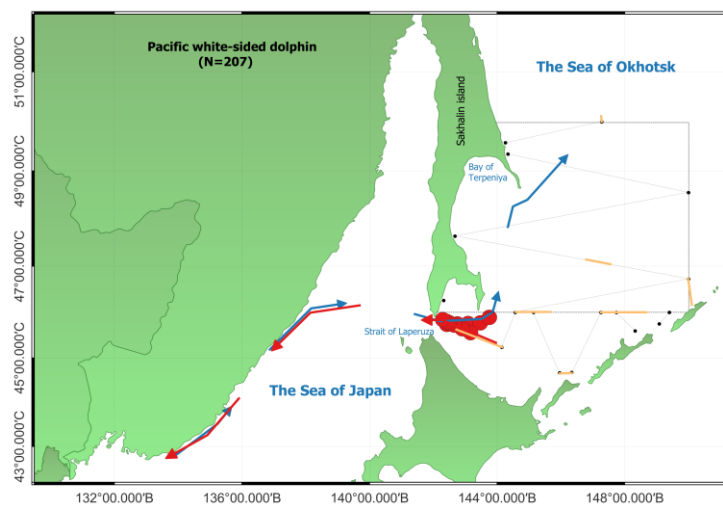 Pacific white-sided dolphin
(N=207)
The Sea of Okhotsk
Sakhalin island
Bay of
Terpeniya
Strait of Laperuza
The Sea of Japan
51°00.000'С
49°00.000'С
47°00.000'С
45°00.000'С
43°00.000'С
132°00.000'В
136°00.000'В
140°00.000'В
144°00.000'В
148°00.000'В